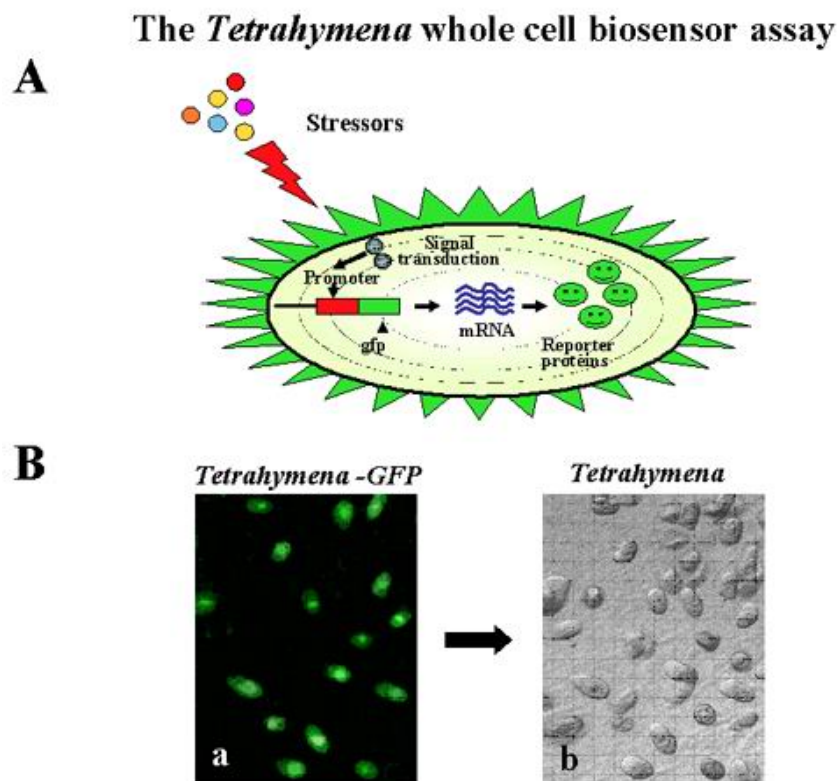 The Tetrahymena whole cell biosensor assay
A
Stressors
Signal
transduction
Promoter
mRNA
gfp
Reporter
proteins
B
Tetrahymena -GFP
Tetrahymena
a
b